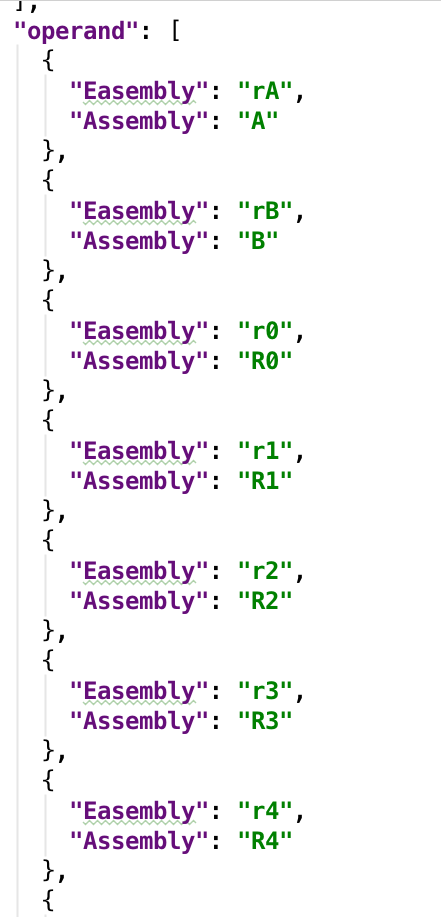 ],
"operand": [
{
"Easembly": "rA",
"Assembly": "A"
},
{
"Easembly": "rB",
"Assembly": "B"
},
{
"Easembly": "r0",
"Assembly": "R0"
},
{
"Easembly": "r1",
"Assembly": "R1"
},
{
"Easembly": "r2",
"Assembly": "R2"
},
{
"Easembly": "r3",
"Assembly": "R3"
},
{
"Easembly": "r4",
"Assembly": "R4"
},
{